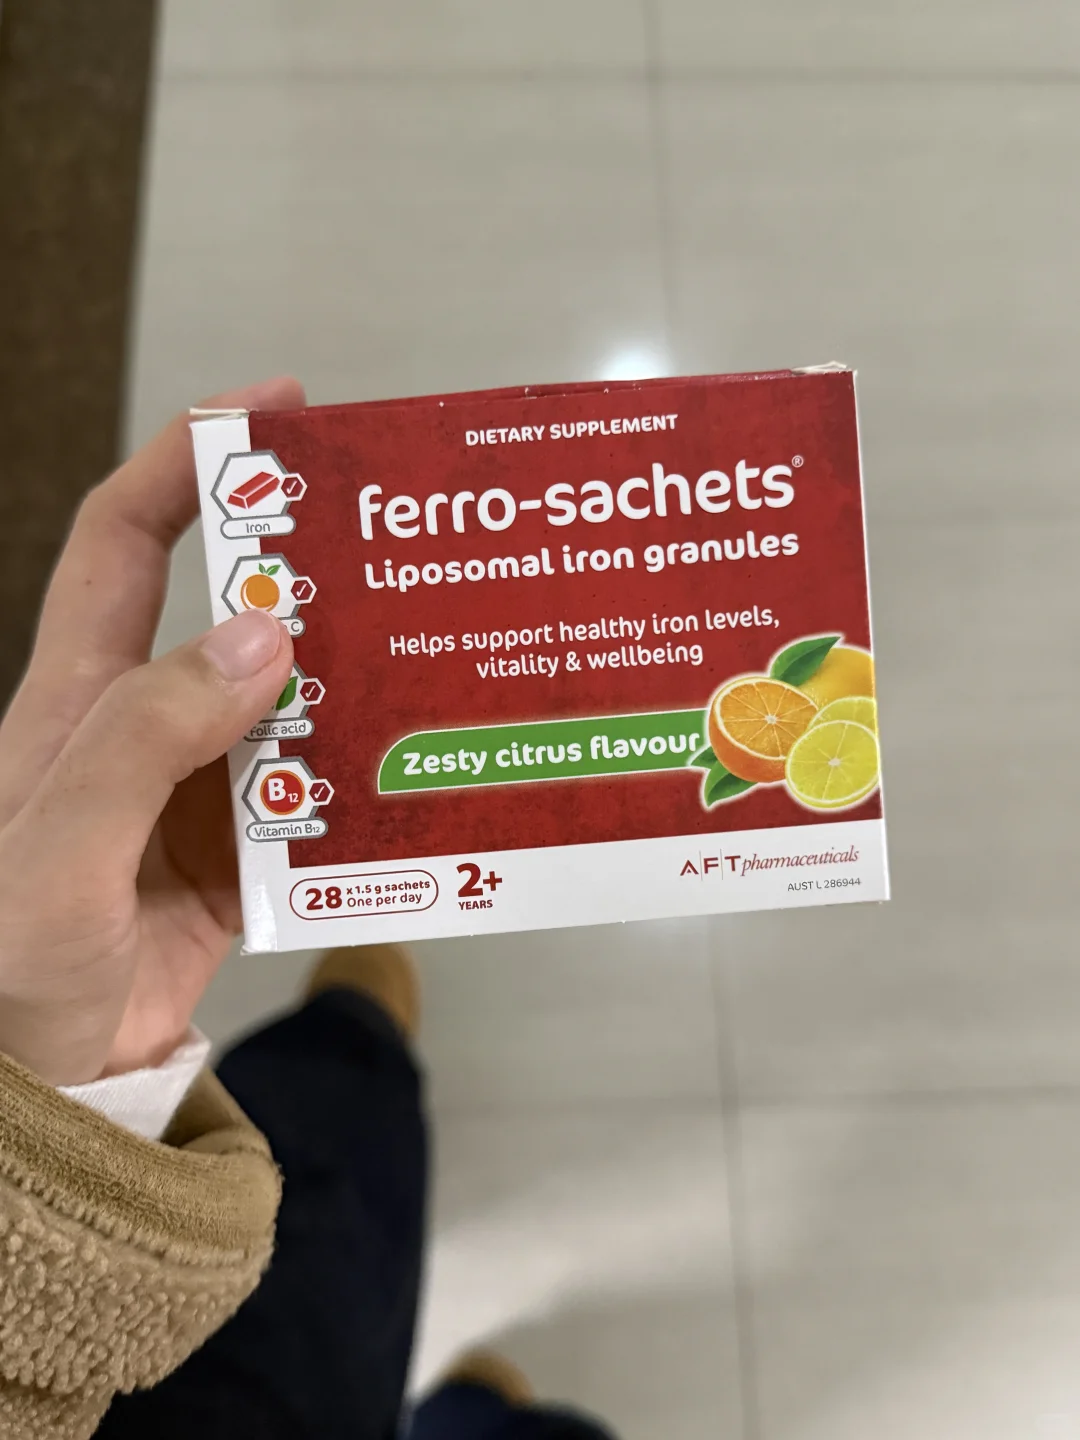 DIETARY SUPPLEMENT
ferro-sachets®
Liposomal iron granules
Helps support healthy iron levels,
vitality & wellbeing
Zesty citrus flavour
Iron
C
Folic acid
B12
Vitamin B12
28 x 1.5 g sachets
One per day
2+
YEARS
AFT pharmaceuticals
AUST L 286944